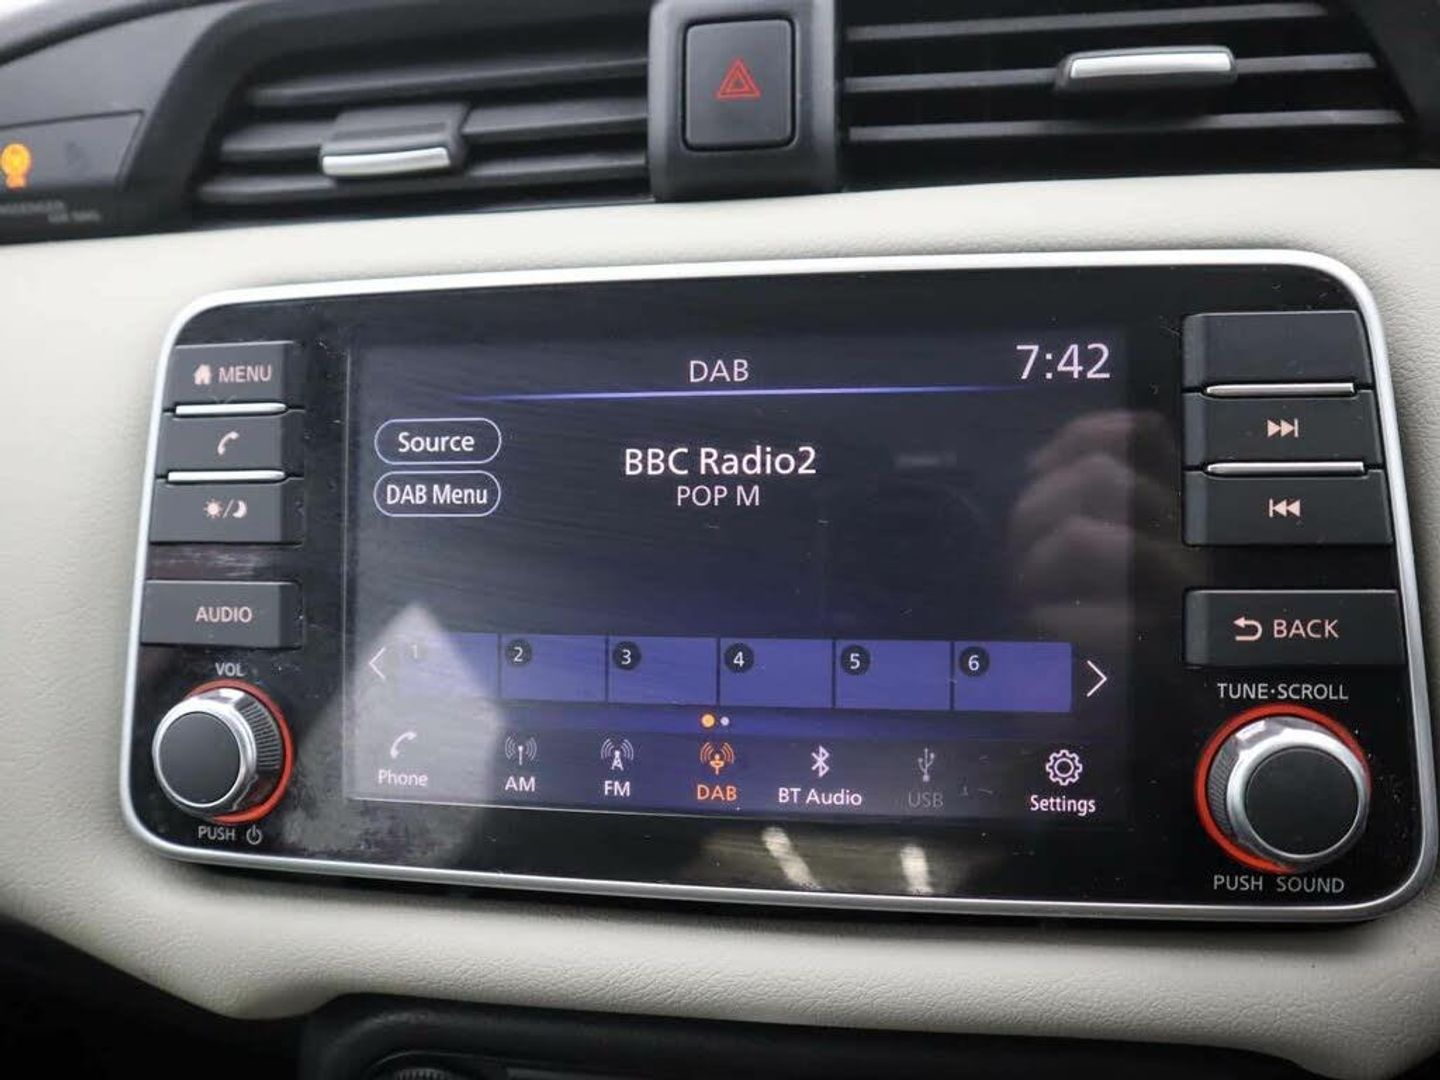 MENU
AUDIO
VOL
PUSH
DAB
7:42
Source
DAB Menu
BBC Radio2
POP M
1 2 3 4 5 6
Phone
AM
FM
DAB
BT Audio
USB
Settings
BACK
TUNE·SCROLL
PUSH SOUND